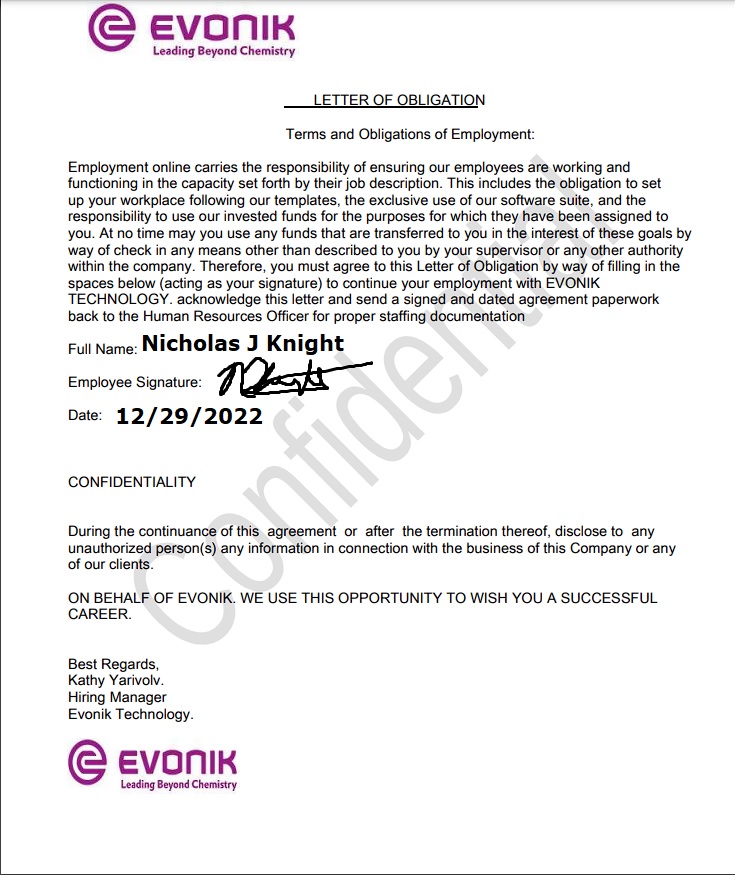 EVONIK
Leading Beyond Chemistry
LETTER OF OBLIGATION
Terms and Obligations of Employment:
Employment online carries the responsibility of ensuring our employees are working and
functioning in the capacity set forth by their job description. This includes the obligation to set
up your workplace following our templates, the exclusive use of our software suite, and the
responsibility to use our invested funds for the purposes for which they have been assigned to
you. At no time may you use any funds that are transferred to you in the interest of these goals by
way of check in any means other than described to you by your supervisor or any other authority
within the company. Therefore, you must agree to this Letter of Obligation by way of filling in the
spaces below (acting as your signature) to continue your employment with EVONIK
TECHNOLOGY. acknowledge this letter and send a signed and dated agreement paperwork
back to the Human Resources Officer for proper staffing documentation
Full Name: Nicholas J Knight
Employee Signature:
Date: 12/29/2022
CONFIDENTIALITY
During the continuance of this agreement or after the termination thereof, disclose to any
unauthorized person(s) any information in connection with the business of this Company or any
of our clients.
ON BEHALF OF EVONIK. WE USE THIS OPPORTUNITY TO WISH YOU A SUCCESSFUL
CAREER.
Best Regards,
Kathy Yarivolv.
Hiring Manager
Evonik Technology.
EVONIK
Leading Beyond Chemistry
Confidential